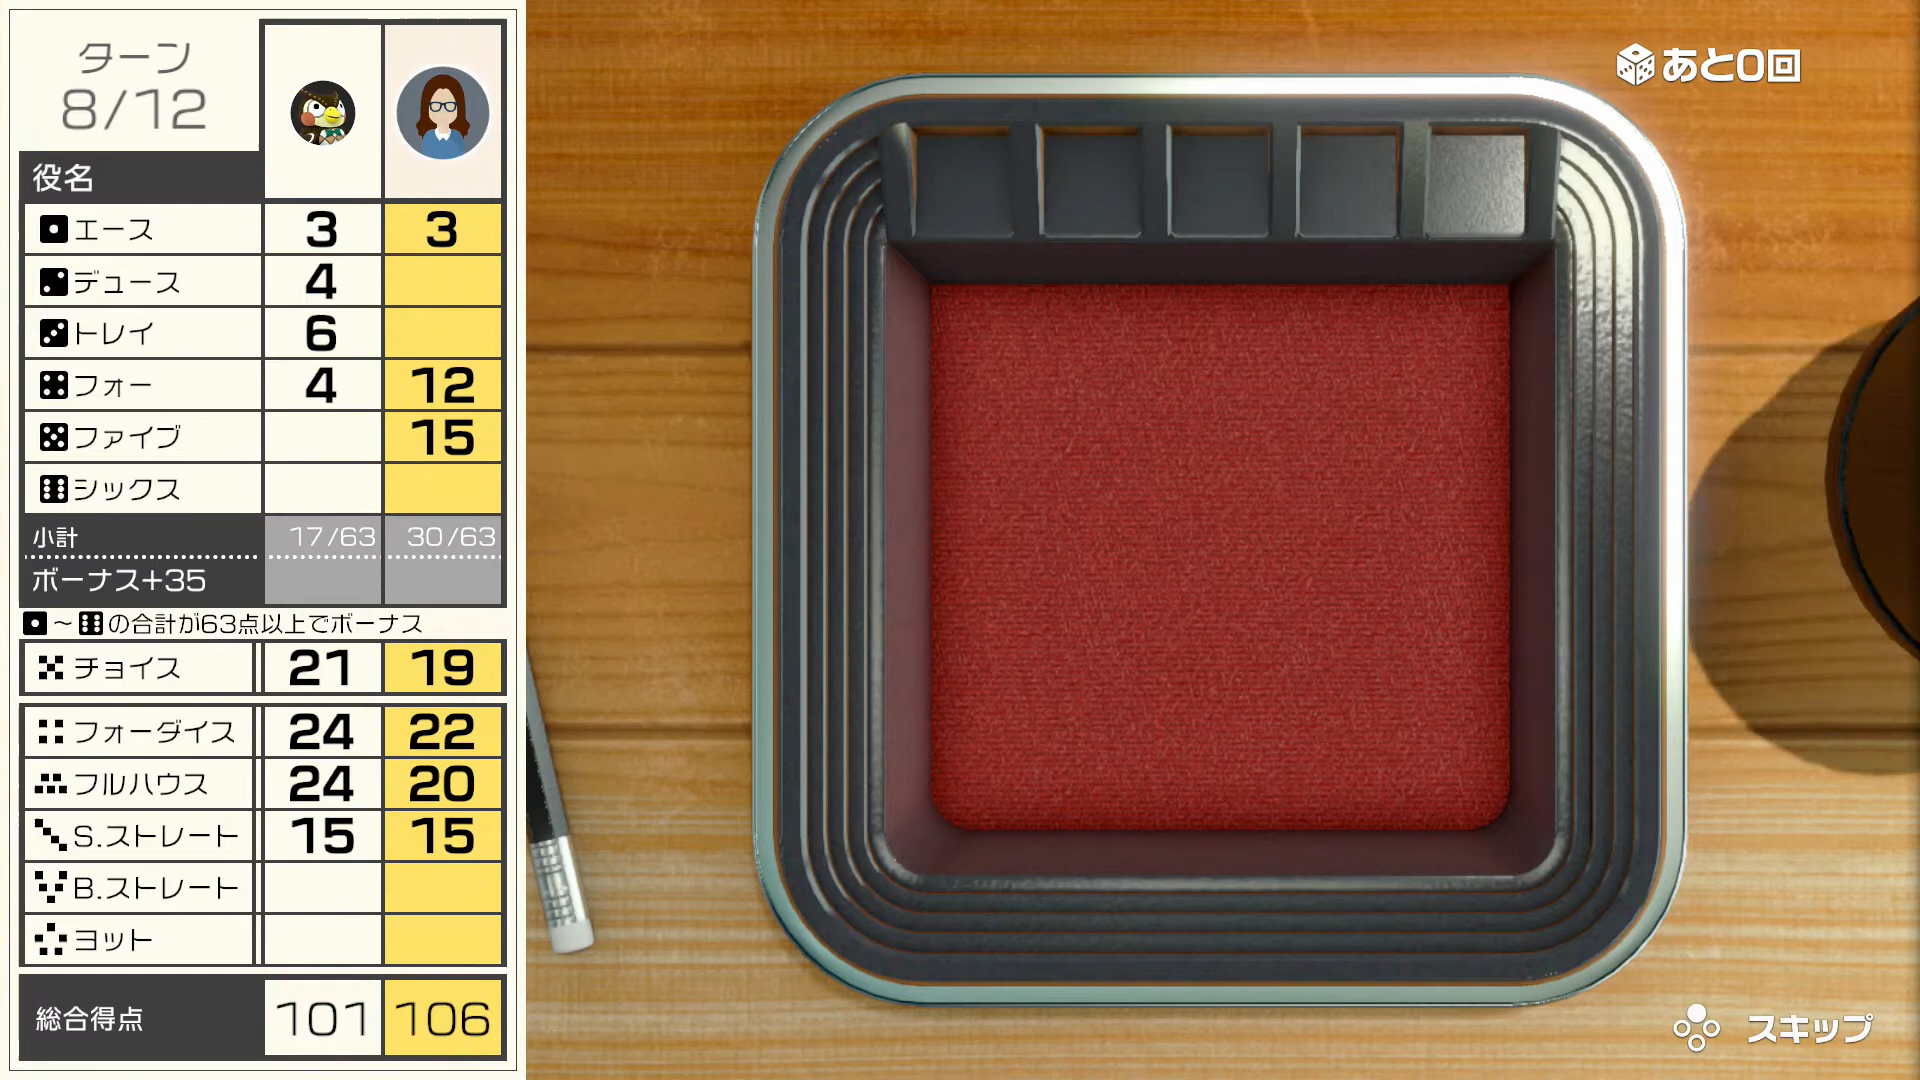 ターン
8/12
あと0回
役名
エース 3 3
デュース 4
トレイ 6
フォー 4 12
ファイブ 15
シックス
小計 17/63 30/63
ボーナス+35
～の合計が63点以上でボーナス
チョイス 21 19
フォーダイス 24 22
フルハウス 24 20
S.ストレート 15 15
B.ストレート
ヨット
総合得点 101 106
スキップ